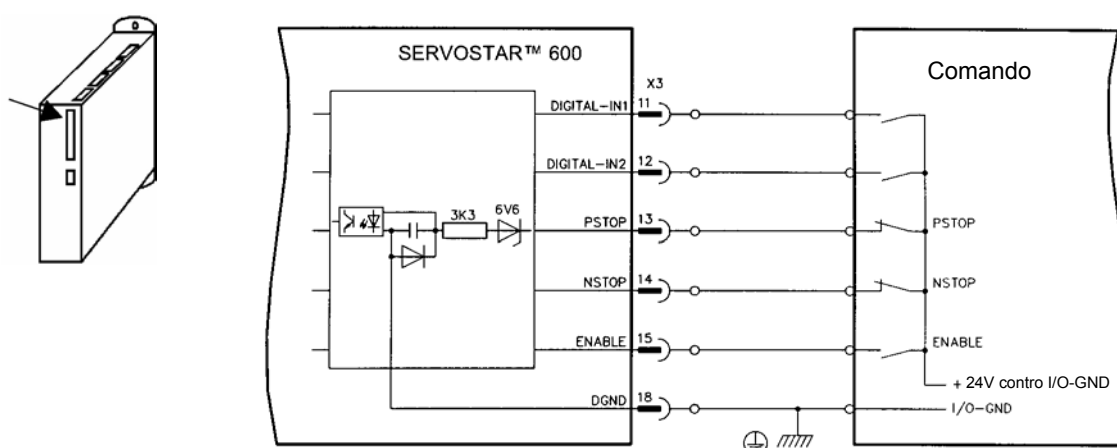 SERVOSTAR™ 600
Comando
X3
DIGITAL-IN1 11
DIGITAL-IN2 12
3K3 6V6 PSTOP 13 PSTOP
NSTOP 14 NSTOP
ENABLE 15 ENABLE
+ 24V contro I/O-GND
DGND 18 I/O-GND